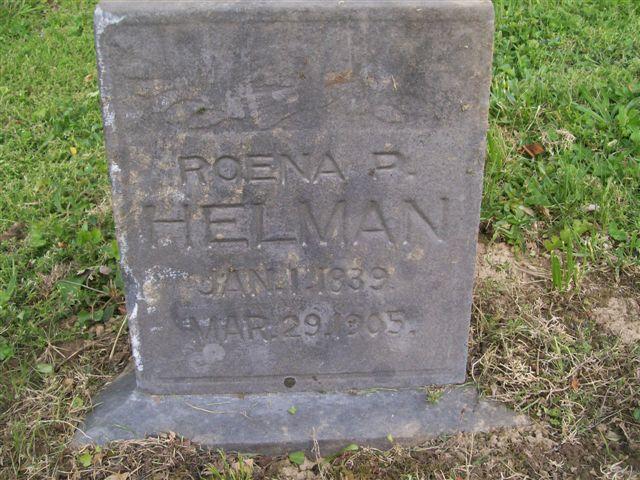 ROENA P.
HELMAN
JAN. 1. 1839.
MAR. 29. 1905.